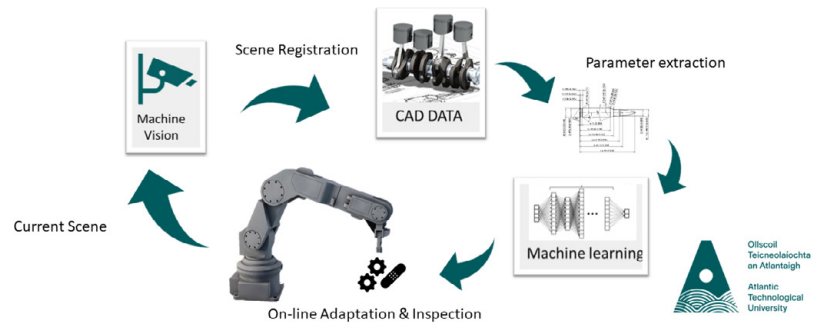 Scene Registration
Machine
Vision
CAD DATA
Parameter extraction
Machine learning
Current Scene
On-line Adaptation & Inspection
Ollscoil
Teicneolaíochta
an Atlantaigh
Atlantic
Technological
University